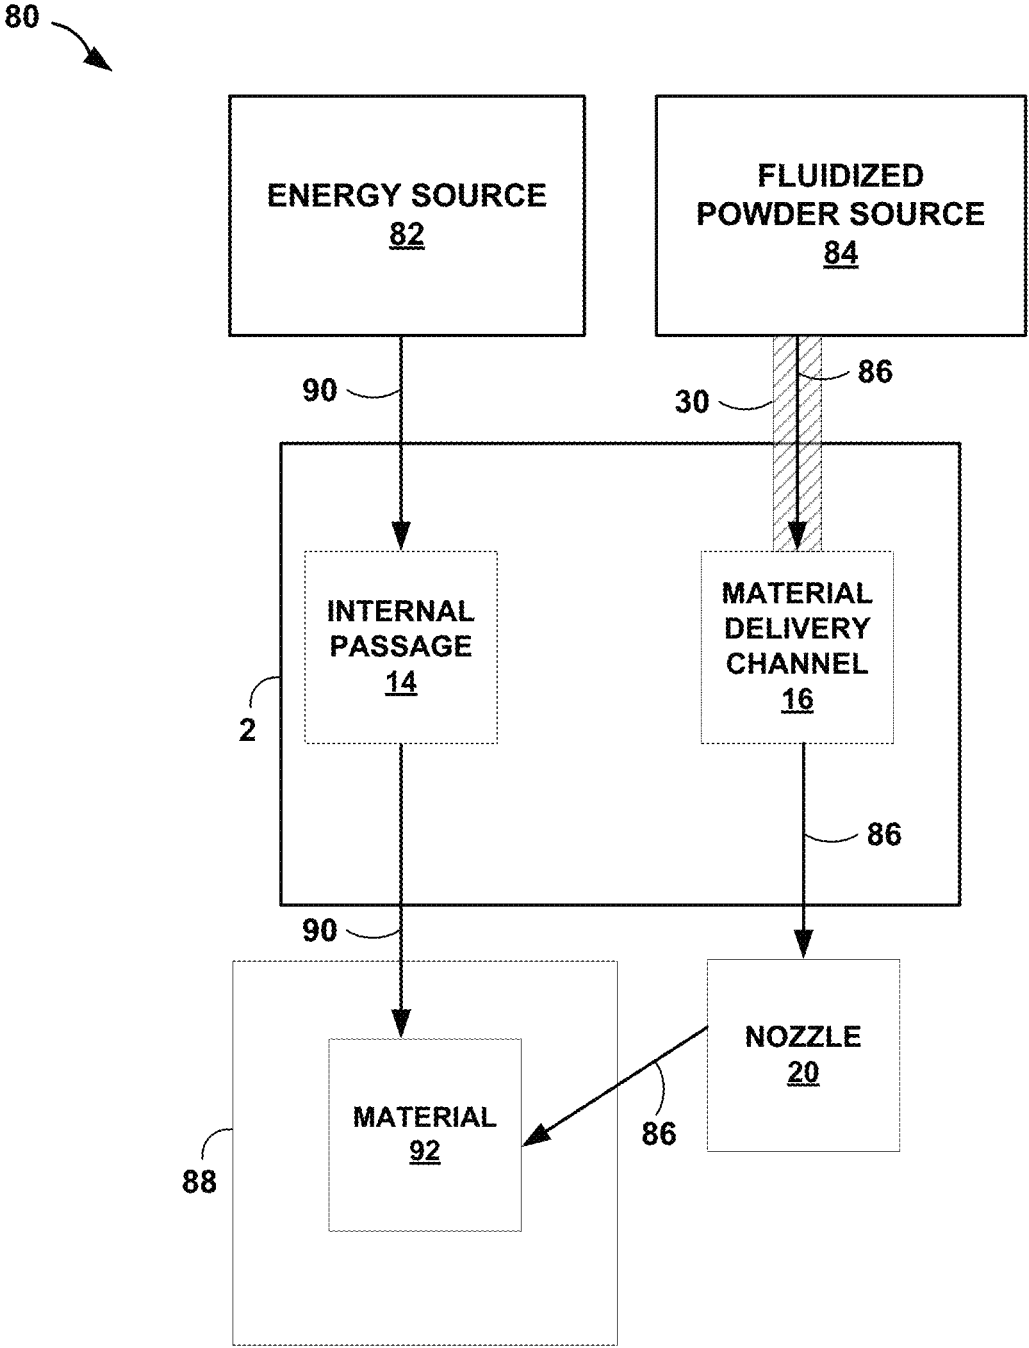 80
ENERGY SOURCE
82
FLUIDIZED
POWDER SOURCE
84
90
30
86
INTERNAL
PASSAGE
14
MATERIAL
DELIVERY
CHANNEL
16
2
86
90
NOZZLE
20
MATERIAL
92
86
88